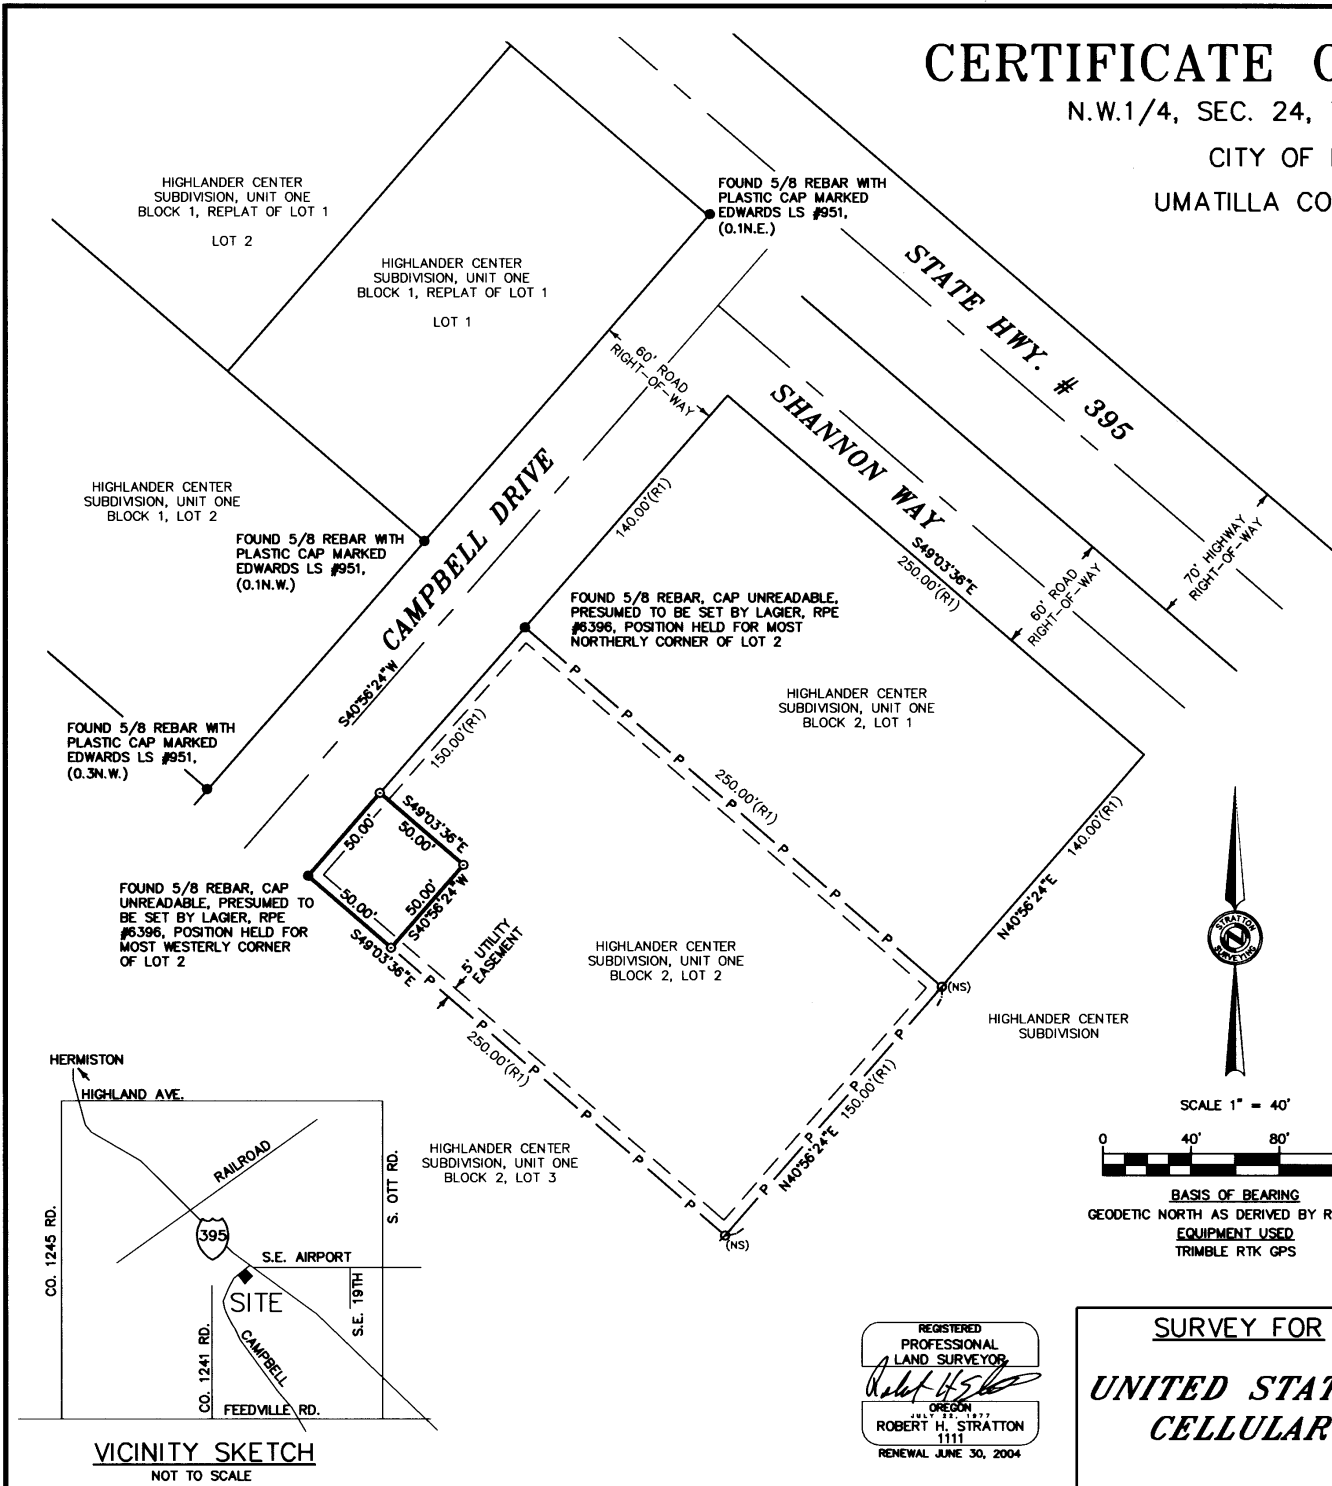 CERTIFICATE
N.W.1/4, SEC. 24,
CITY OF
UMATILLA CO
HIGHLANDER CENTER
SUBDIVISION, UNIT ONE
BLOCK 1, REPLAT OF LOT 1
LOT 2
HIGHLANDER CENTER
SUBDIVISION, UNIT ONE
BLOCK 1, REPLAT OF LOT 1
LOT 1
FOUND 5/8 REBAR WITH
PLASTIC CAP MARKED
EDWARDS LS #951,
(0.1N.E.)
STATE HWY. # 395
60' ROAD
RIGHT-OF-WAY
SHANNON WAY
CAMPBELL DRIVE
HIGHLANDER CENTER
SUBDIVISION, UNIT ONE
BLOCK 1, LOT 2
FOUND 5/8 REBAR WITH
PLASTIC CAP MARKED
EDWARDS LS #951,
(0.1N.W.)
140.00'(R1)
S49°03'36"E
250.00'(R1)
60' ROAD
RIGHT-OF-WAY
70' HIGHWAY
RIGHT-OF-WAY
FOUND 5/8 REBAR, CAP UNREADABLE,
PRESUMED TO BE SET BY LAGIER, RPE
#6396, POSITION HELD FOR MOST
NORTHERLY CORNER OF LOT 2
S40°56'24"W
150.00'(R1)
P
P
P
P
P
P
P
HIGHLANDER CENTER
SUBDIVISION, UNIT ONE
BLOCK 2, LOT 1
FOUND 5/8 REBAR WITH
PLASTIC CAP MARKED
EDWARDS LS #951,
(0.3N.W.)
250.00'(R1)
140.00'(R1)
N40°56'24"E
S49°03'36"E
50.00'
50.00'
50.00'
50.00'
S40°56'24"W
S49°03'36"E
FOUND 5/8 REBAR, CAP
UNREADABLE, PRESUMED TO
BE SET BY LAGIER, RPE
#6396, POSITION HELD FOR
MOST WESTERLY CORNER
OF LOT 2
5' UTILITY
EASEMENT
HIGHLANDER CENTER
SUBDIVISION, UNIT ONE
BLOCK 2, LOT 2
STRATTON
N
SURVEYING
(NS)
HIGHLANDER CENTER
SUBDIVISION
P
P
P
P
P
P
250.00'(R1)
P
P
P
P
150.00'(R1)
N40°56'24"E
(NS)
HIGHLANDER CENTER
SUBDIVISION, UNIT ONE
BLOCK 2, LOT 3
SCALE 1" = 40'
0 40' 80'
BASIS OF BEARING
GEODETIC NORTH AS DERIVED BY R
EQUIPMENT USED
TRIMBLE RTK GPS
HERMISTON
HIGHLAND AVE.
RAILROAD
S. OTT RD.
CO. 1245 RD.
395
S.E. AIRPORT
SITE
S.E. 19TH
CO. 1241 RD.
CAMPBELL
FEEDVILLE RD.
VICINITY SKETCH
NOT TO SCALE
REGISTERED
PROFESSIONAL
LAND SURVEYOR
OREGON
JULY 22, 1977
ROBERT H. STRATTON
1111
RENEWAL JUNE 30, 2004
SURVEY FOR
UNITED STAT
CELLULAR